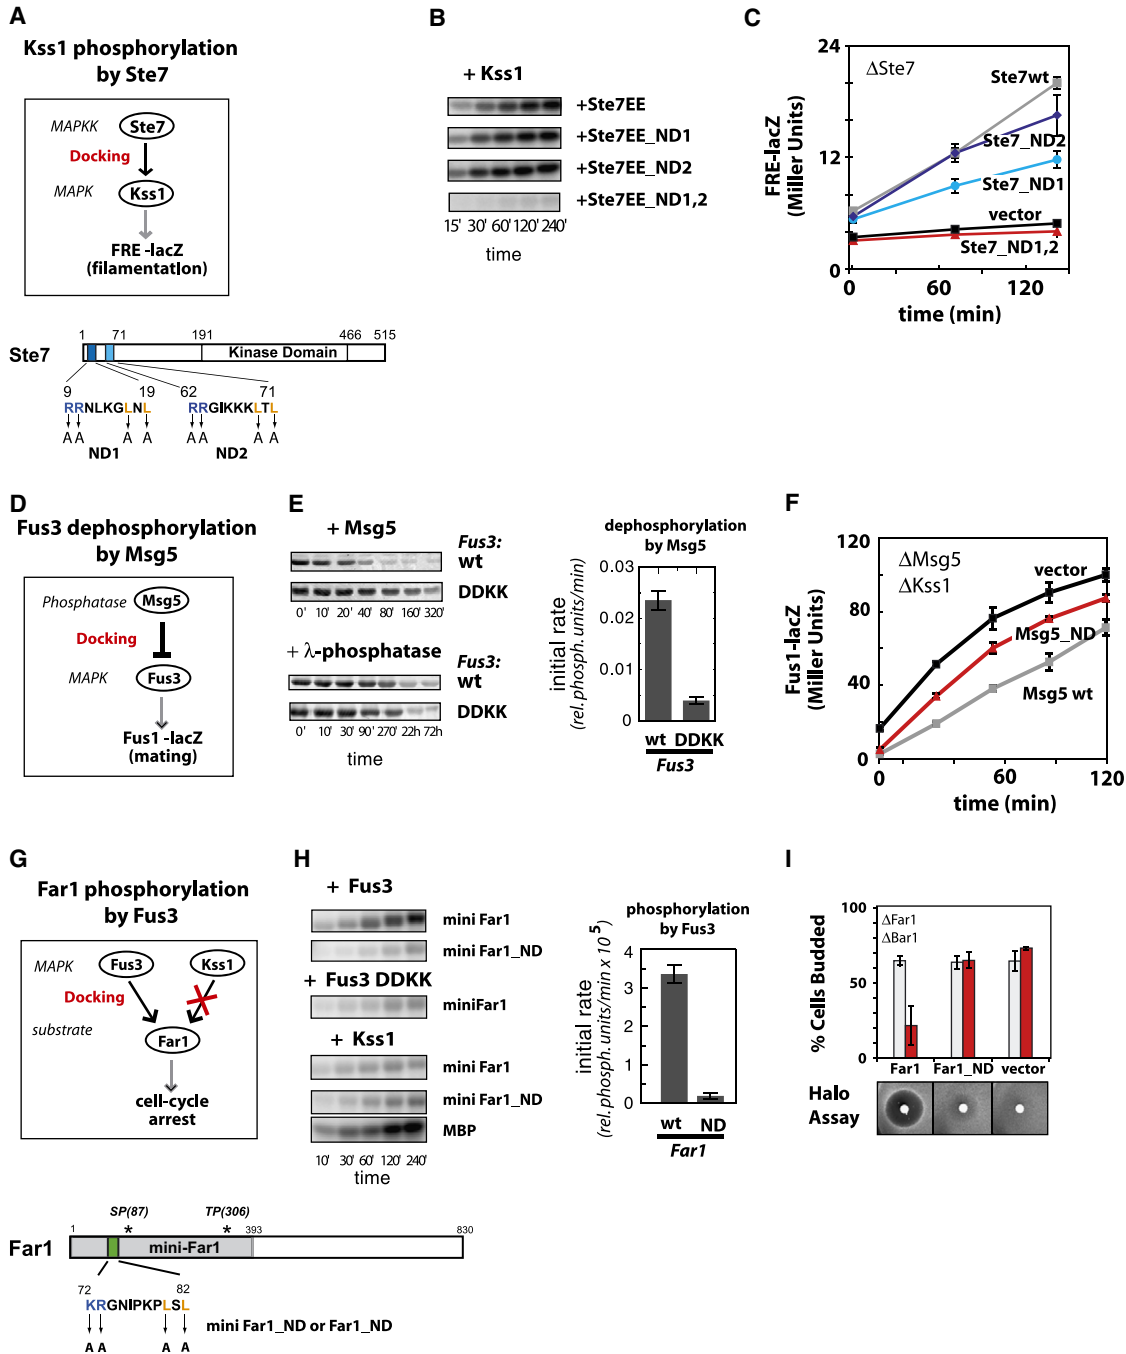 A
Kss1 phosphorylation
by Ste7
MAPKK
Ste7
Docking
MAPK
Kss1
FRE -lacZ
(filamentation)
B
+ Kss1
+Ste7EE
+Ste7EE_ND1
+Ste7EE_ND2
+Ste7EE_ND1,2
15' 30' 60' 120' 240'
time
C
24
12
0
FRE-lacZ
(Miller Units)
ΔSte7
Ste7wt
Ste7_ND2
Ste7_ND1
vector
Ste7_ND1,2
0 60 120
time (min)
Ste7
1 71 191 466 515
Kinase Domain
9 19 62 71
RRNLKGLNL RRGIKKKLTL
A A A A A A A A
ND1 ND2
D
Fus3 dephosphorylation
by Msg5
Phosphatase
Msg5
Docking
MAPK
Fus3
Fus1 -lacZ
(mating)
E
+ Msg5
Fus3:
wt
DDKK
0' 10' 20' 40' 80' 160' 320'
+ λ-phosphatase
Fus3:
wt
DDKK
0' 10' 30' 90' 270' 22h 72h
time
dephosphorylation
by Msg5
initial rate
(rel. phosph. units/min)
0.03
0.02
0.01
0
wt DDKK
Fus3
F
120
80
40
0
Fus1-lacZ
(Miller Units)
ΔMsg5
ΔKss1
vector
Msg5_ND
Msg5 wt
0 60 120
time (min)
G
Far1 phosphorylation
by Fus3
MAPK
Fus3
Kss1
Docking
substrate
Far1
cell-cycle
arrest
H
+ Fus3
mini Far1
mini Far1_ND
+ Fus3 DDKK
miniFar1
+ Kss1
mini Far1
mini Far1_ND
MBP
10' 30' 60' 120' 240'
time
phosphorylation
by Fus3
initial rate
(rel. phosph. units/min x 10⁵)
4
3
2
1
0
wt ND
Far1
I
% Cells Budded
100
50
0
ΔFar1
ΔBar1
Far1 Far1_ND vector
Halo
Assay
Far1
1 SP(87) TP(306) 393 830
* *
mini-Far1
72 82
KRGNIPKPLSL
A A A A
mini Far1_ND or Far1_ND